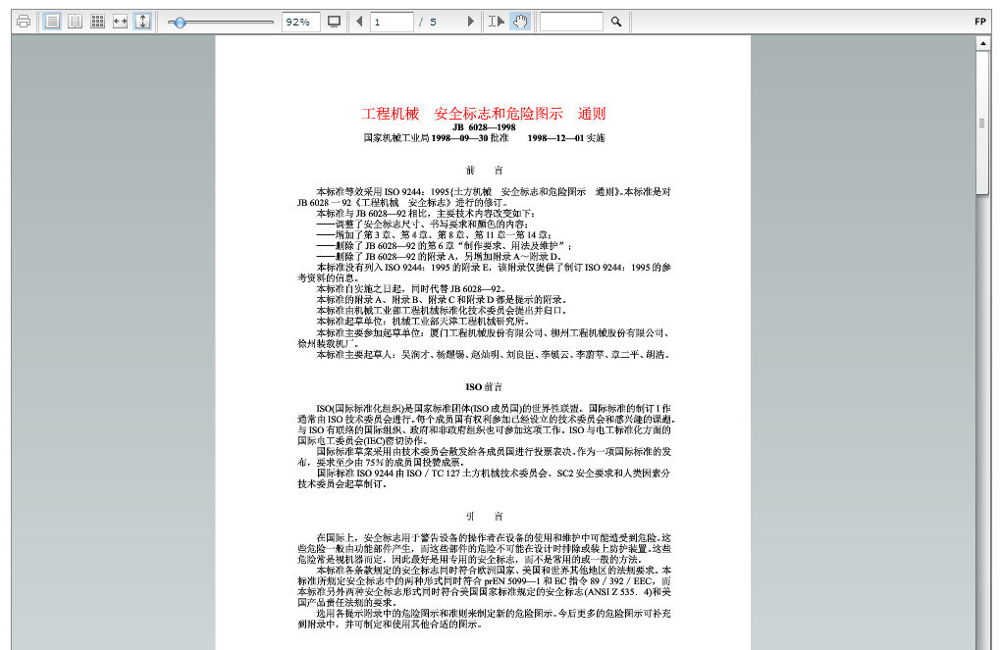 92%
1 / 5
FP
工程机械　安全标志和危险图示　通则
JB 6028—1998
国家机械工业局 1998—09—30 批准　　1998—12—01 实施
前　　言
本标准等效采用 ISO 9244：1995{土方机械　安全标志和危险图示　通则》。本标准是对
JB 6028 一 92《工程机械　安全标志》进行的修订。
本标准与 JB 6028—92 相比，主要技术内容改变如下：
——调整了安全标志尺寸、书写要求和颜色的内容；
——增加了第 3 章、第 4 章、第 8 章、第 11 章一第 14 章；
——删除了 JB 6028—92 的第 6 章“制作要求、用法及维护”；
——删除了 JB 6028—92 的附录 A，另增加附录 A～附录 D。
本标准没有列入 ISO 9244：1995 的附录 E，该附录仅提供了制订 ISO 9244：1995 的参
考资料的信息。
本标准自实施之日起，同时代替 JB 6028—92。
本标准的附录 A、附录 B、附录 C 和附录 D 都是提示的附录。
本标准由机械工业部工程机械标准化技术委员会提出并归口。
本标准起草单位：机械工业部天津工程机械研究所。
本标准主要参加起草单位：厦门工程机械股份有限公司、柳州工程机械股份有限公司、
徐州装载机厂。
本标准主要起草人：吴润才、杨耀锡、赵灿明、刘良臣、李钺云、李蔚苹、章二平、胡浩。
ISO 前言
ISO(国际标准化组织)是国家标准团体(ISO 成员国)的世界性联盟。国际标准的制订 I 作
通常由 ISO 技术委员会进行。每个成员国有权利参加已经设立的技术委员会和感兴趣的课题。
与 ISO 有联络的国际组织、政府和非政府组织也可参加这项工作。ISO 与电工标准化方面的
国际电工委员会(IEC)密切协作。
国际标准草案采用由技术委员会散发给各成员国进行投票表决。作为一项国际标准的发
布，要求至少由 75％的成员国投赞成票。
国际标准 ISO 9244 由 ISO／TC 127 土方机械技术委员会、SC2 安全要求和人类因素分
技术委员会起草制订。
引　　言
在国际上，安全标志用于警告设备的操作者在设备的使用和维护中可能遭受到危险。这
些危险一般由功能部件产生，而这些部件的危险不可能在设计时排除或装上防护装置。这些
危险常是视机器而定，因此最好是用专用的安全标志，而不是常用的或一般的方法。
本标准各条款规定的安全标志同时符合欧洲国家、美国和世界其他地区的法规要求。本
标准所规定安全标志中的两种形式同时符合 prEN 5099—1 和 EC 指令 89／392／EEC，而
本标准另外两种安全标志形式同时符合美国国家标准规定的安全标志(ANSI Z 535．4)和美
国产品责任法规的要求。
选用各提示附录中的危险图示和准则来制定新的危险图示。今后更多的危险图示可补充
到附录中，并可制定和使用其他合适的图示。